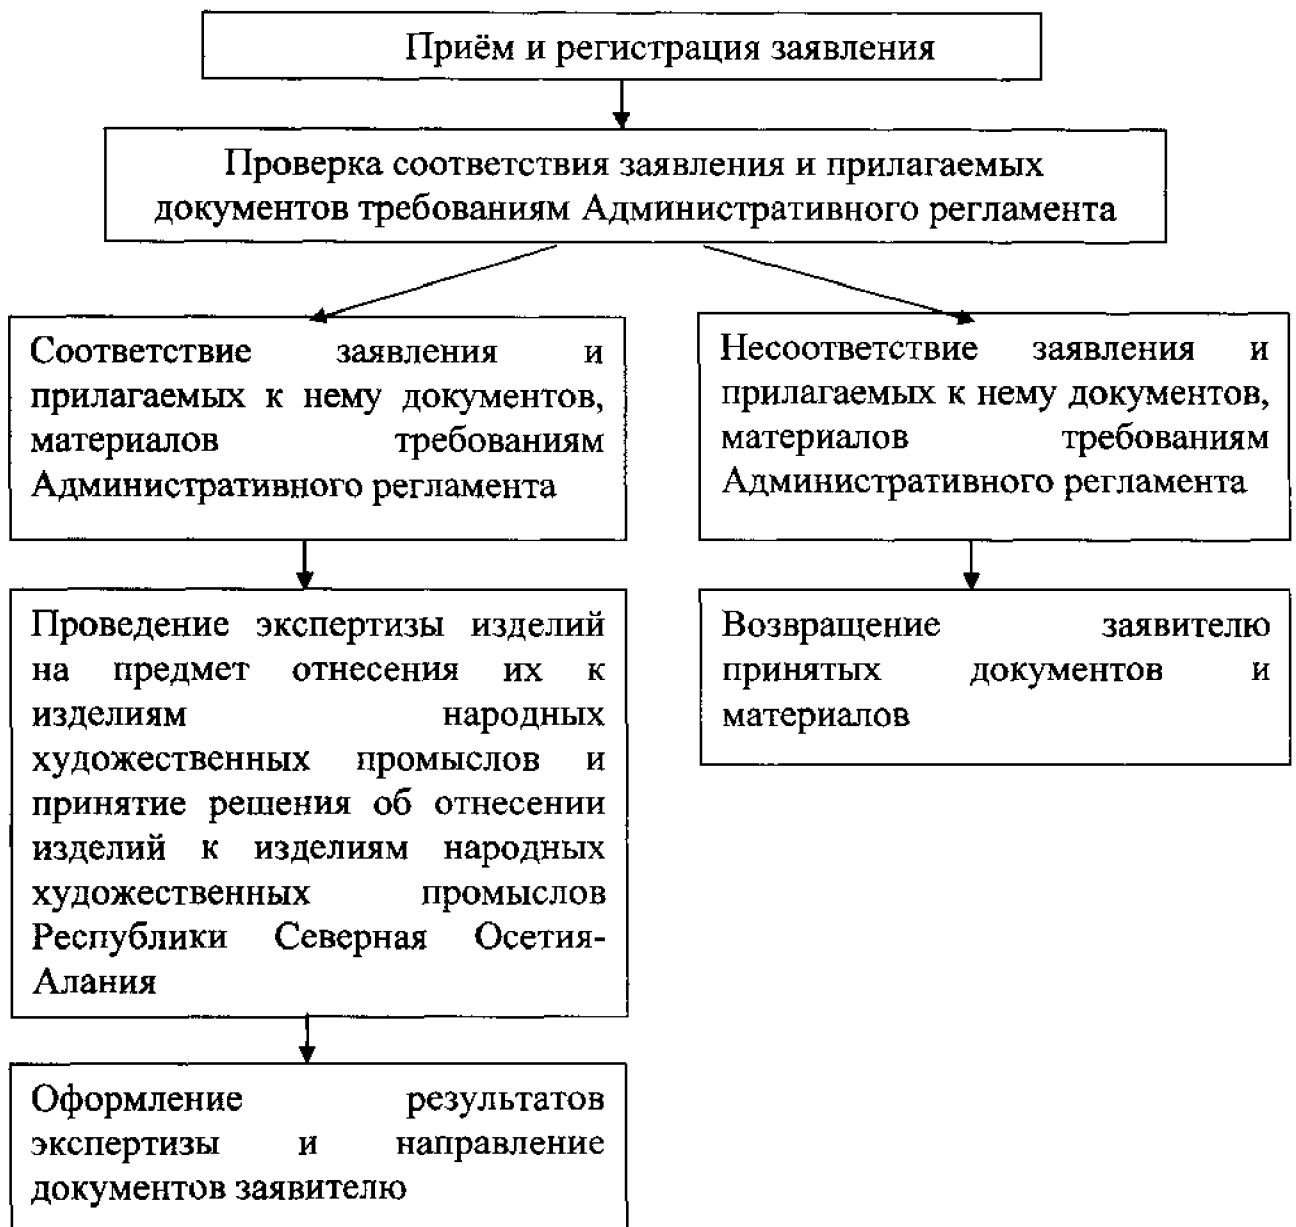 Приём и регистрация заявления
Проверка соответствия заявления и прилагаемых
документов требованиям Административного регламента
Соответствие заявления и
прилагаемых к нему документов,
материалов требованиям
Административного регламента
Несоответствие заявления и
прилагаемых к нему документов,
материалов требованиям
Административного регламента
Проведение экспертизы изделий
на предмет отнесения их к
изделиям народных
художественных промыслов и
принятие решения об отнесении
изделий к изделиям народных
художественных промыслов
Республики Северная Осетия-
Алания
Возвращение заявителю
принятых документов и
материалов
Оформление результатов
экспертизы и направление
документов заявителю